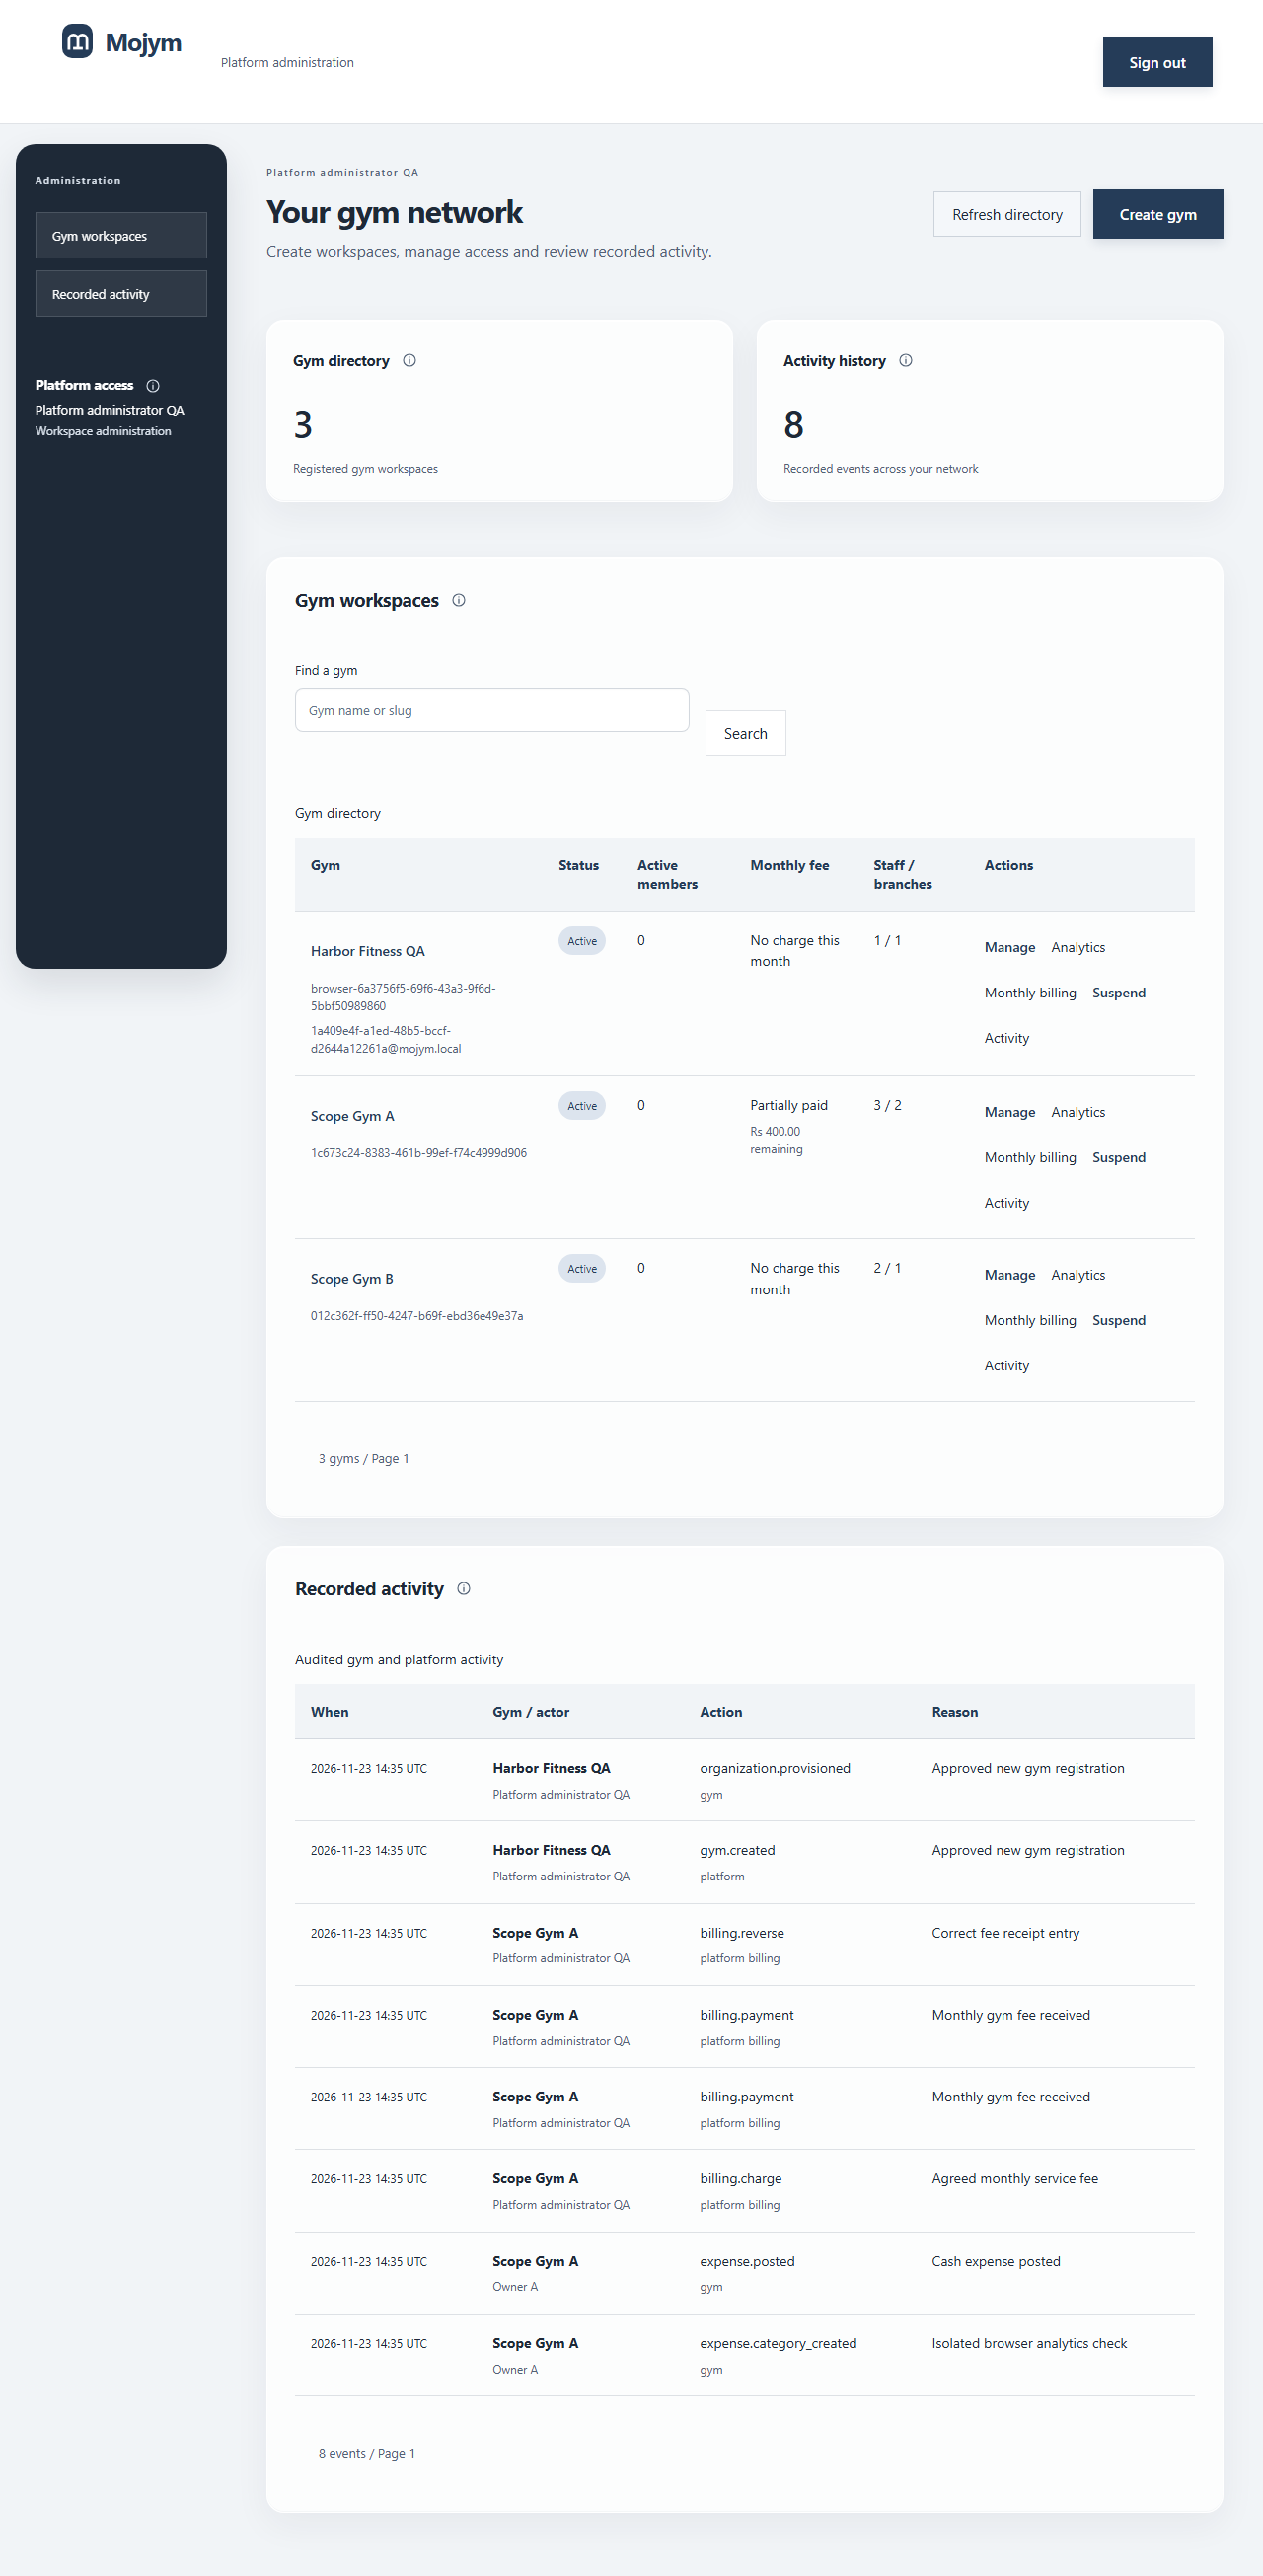 Mojym
Platform administration
Sign out
Administration
Gym workspaces
Recorded activity
Platform access
Platform administrator QA
Workspace administration
Platform administrator QA
Your gym network
Create workspaces, manage access and review recorded activity.
Refresh directory
Create gym
Gym directory
3
Registered gym workspaces
Activity history
8
Recorded events across your network
Gym workspaces
Find a gym
Gym name or slug
Search
Gym directory
Gym Status Active members Monthly fee Staff / branches Actions
Harbor Fitness QA
browser-6a3756f5-69f6-43a3-9f6d-
5bbf50989860
1a409e4f-a1ed-48b5-bccf-
d2644a12261a@mojym.local
Active
0
No charge this
month
1 / 1
Manage Analytics
Monthly billing Suspend
Activity
Scope Gym A
1c673c24-8383-461b-99ef-f74c4999d906
Active
0
Partially paid
Rs 400.00
remaining
3 / 2
Manage Analytics
Monthly billing Suspend
Activity
Scope Gym B
012c362f-ff50-4247-b69f-ebd36e49e37a
Active
0
No charge this
month
2 / 1
Manage Analytics
Monthly billing Suspend
Activity
3 gyms / Page 1
Recorded activity
Audited gym and platform activity
When Gym / actor Action Reason
2026-11-23 14:35 UTC Harbor Fitness QA organization.provisioned Approved new gym registration
Platform administrator QA gym
2026-11-23 14:35 UTC Harbor Fitness QA gym.created Approved new gym registration
Platform administrator QA platform
2026-11-23 14:35 UTC Scope Gym A billing.reverse Correct fee receipt entry
Platform administrator QA platform billing
2026-11-23 14:35 UTC Scope Gym A billing.payment Monthly gym fee received
Platform administrator QA platform billing
2026-11-23 14:35 UTC Scope Gym A billing.payment Monthly gym fee received
Platform administrator QA platform billing
2026-11-23 14:35 UTC Scope Gym A billing.charge Agreed monthly service fee
Platform administrator QA platform billing
2026-11-23 14:35 UTC Scope Gym A expense.posted Cash expense posted
Owner A gym
2026-11-23 14:35 UTC Scope Gym A expense.category_created Isolated browser analytics check
Owner A gym
8 events / Page 1